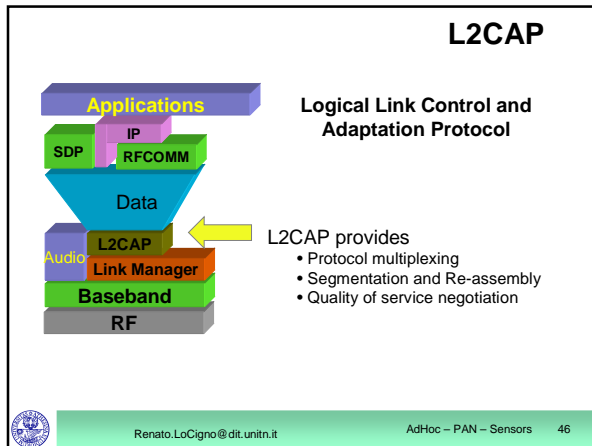 L2CAP
Applications
IP
SDP
RFCOMM
Data
L2CAP
Audio
Link Manager
Baseband
RF
Logical Link Control and
Adaptation Protocol
L2CAP provides
• Protocol multiplexing
• Segmentation and Re-assembly
• Quality of service negotiation
Renato.LoCigno@dit.unitn.it
AdHoc – PAN – Sensors 46